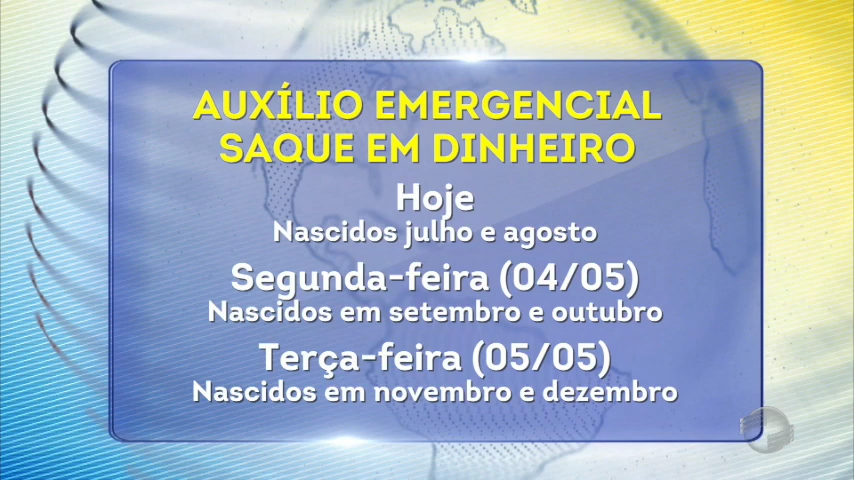 AUXÍLIO EMERGENCIAL
SAQUE EM DINHEIRO
Hoje
Nascidos julho e agosto
Segunda-feira (04/05)
Nascidos em setembro e outubro
Terça-feira (05/05)
Nascidos em novembro e dezembro